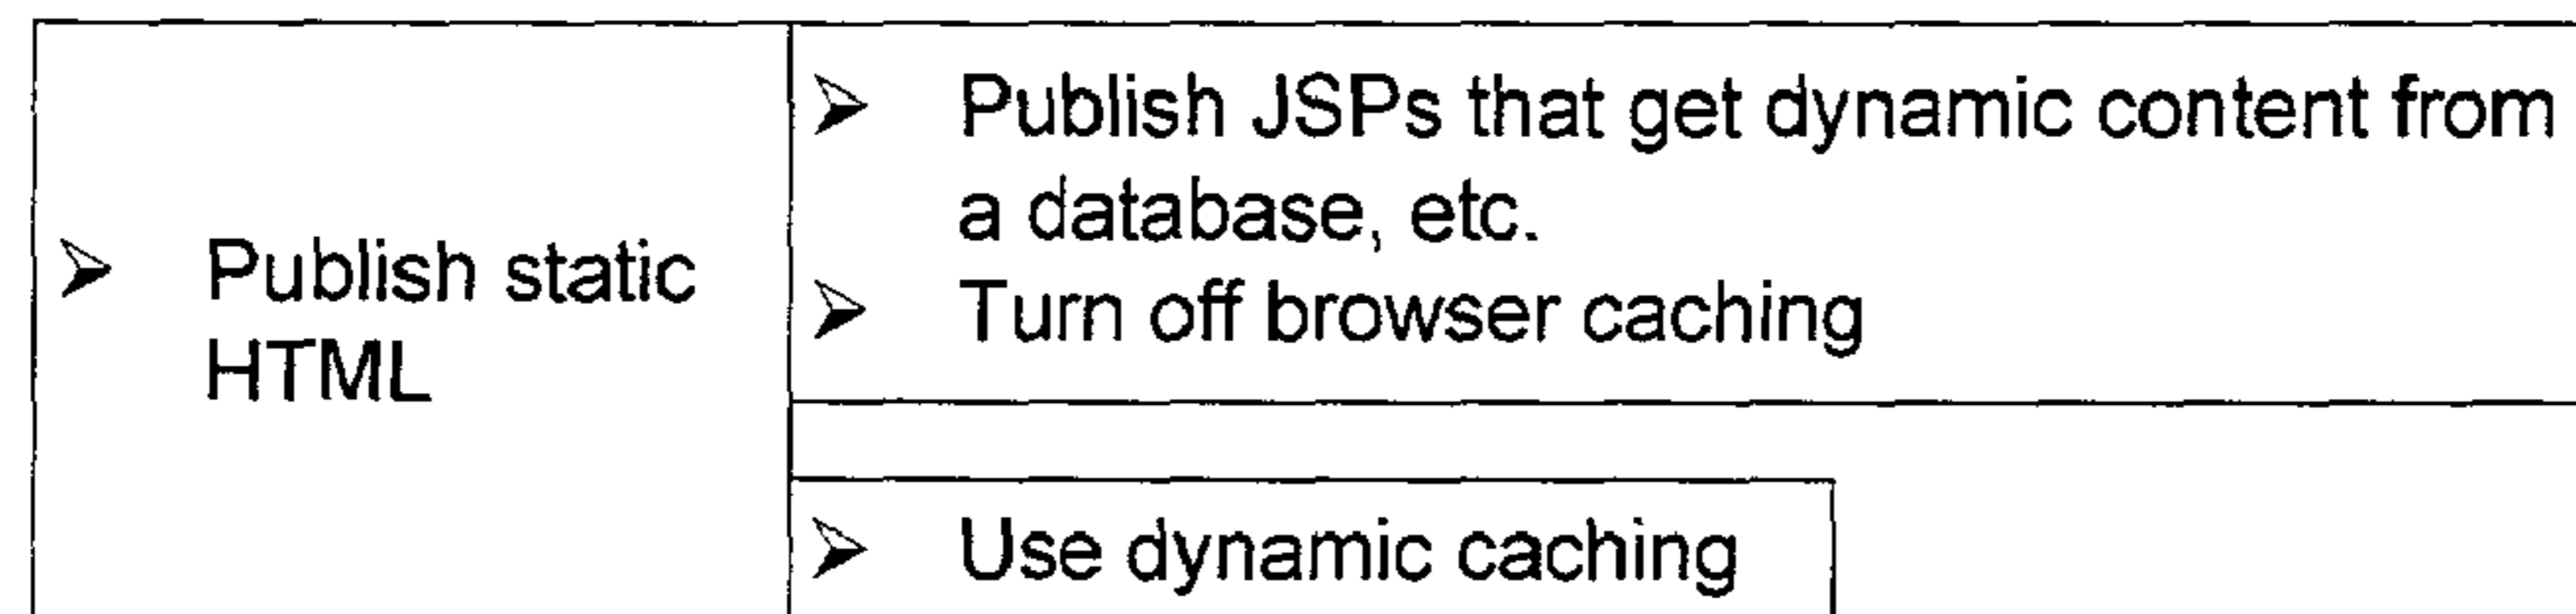 ➢ Publish static
HTML
➢ Publish JSPs that get dynamic content from
a database, etc.
➢ Turn off browser caching
➢ Use dynamic caching